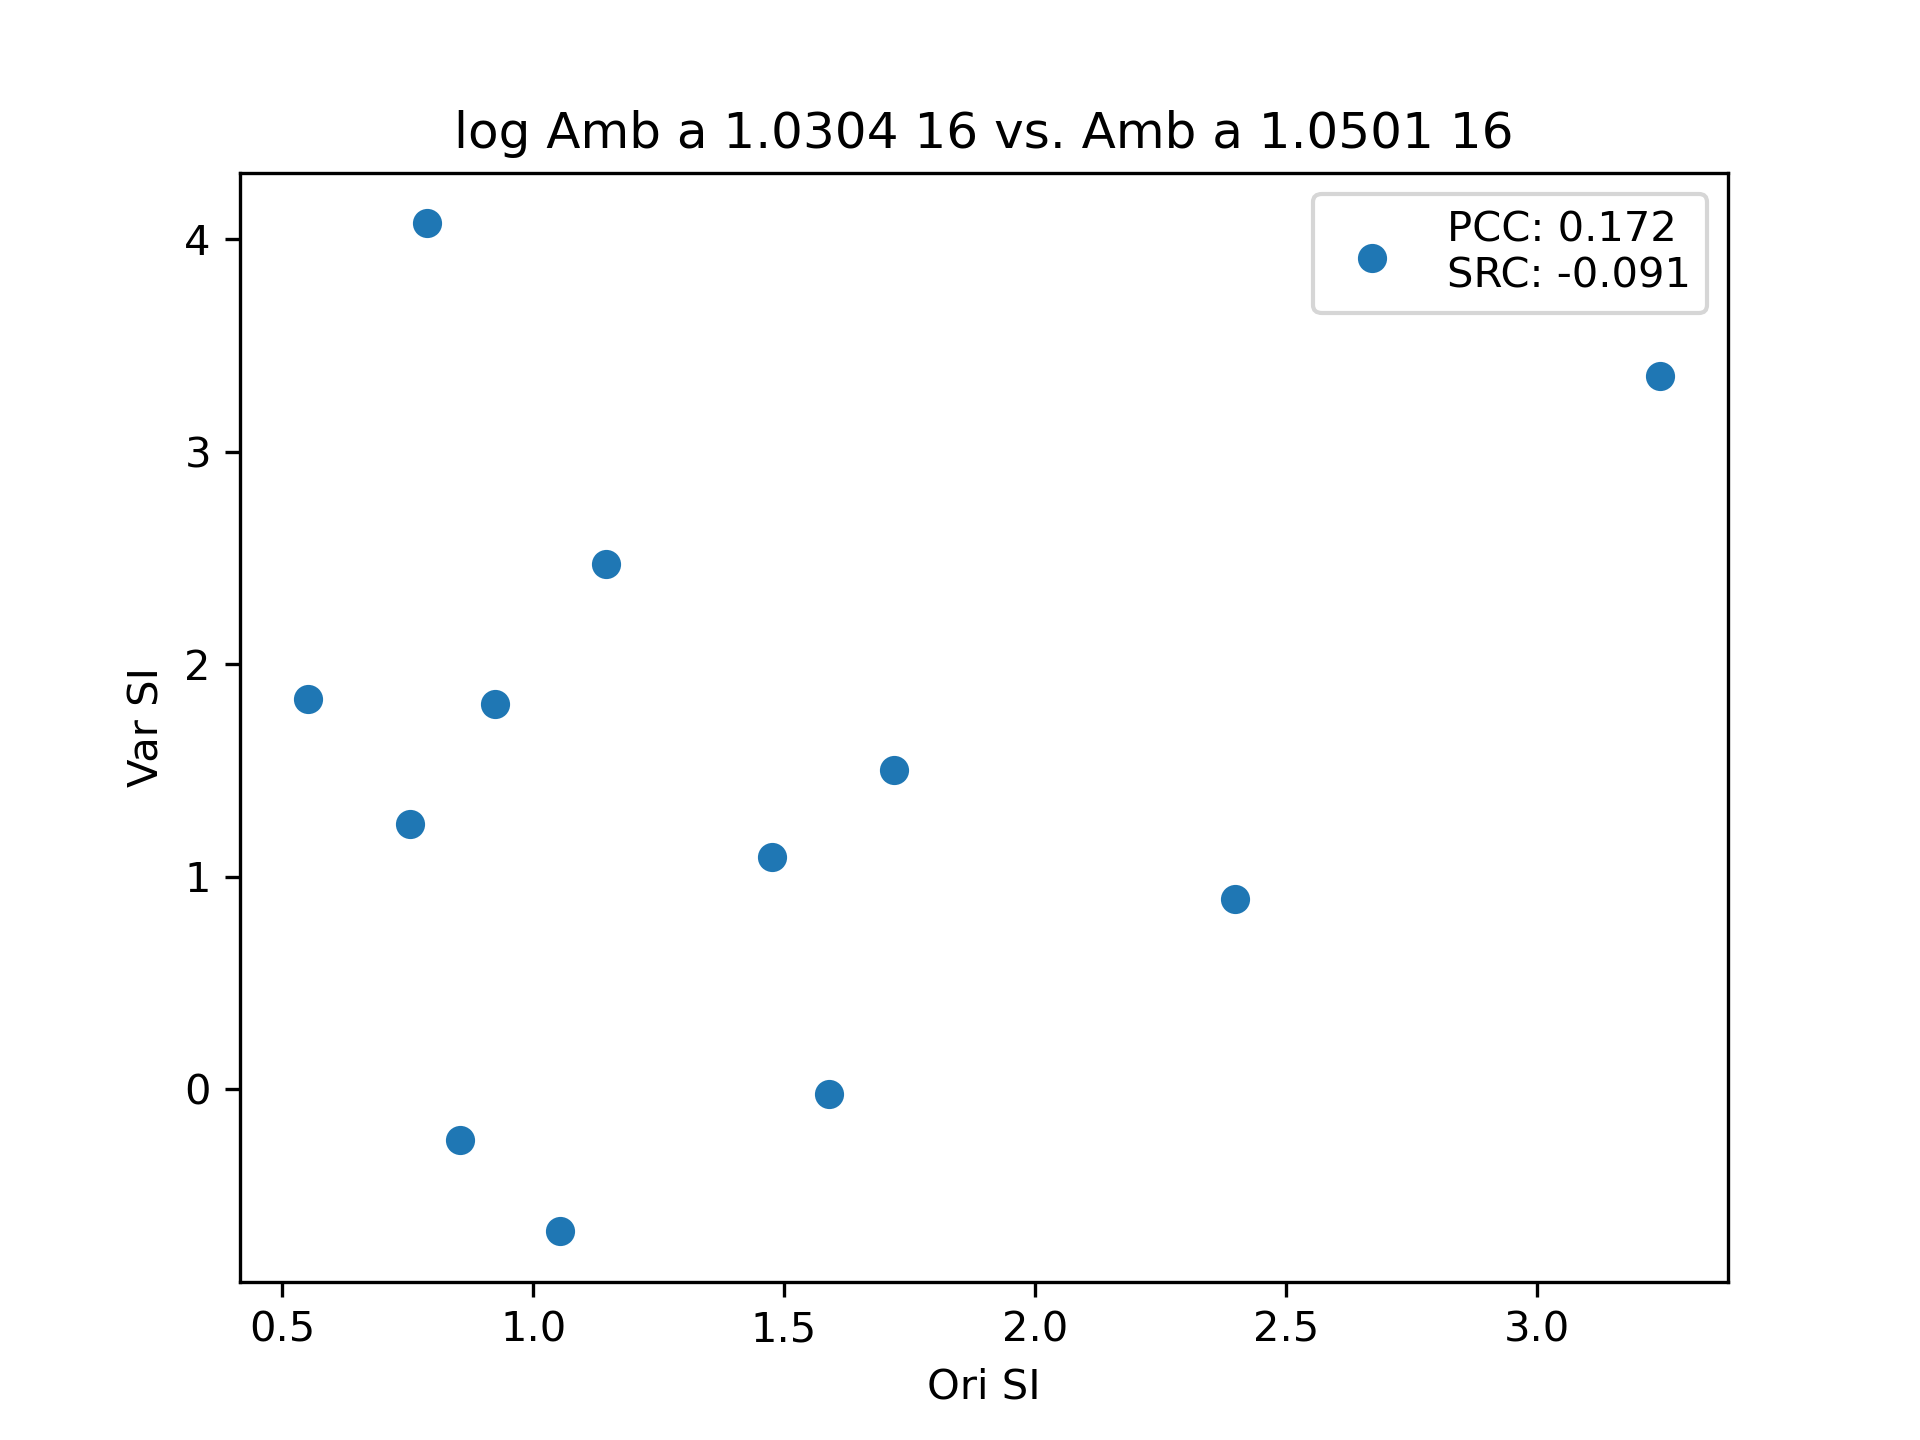 log Amb a 1.0304 16 vs. Amb a 1.0501 16
PCC: 0.172
SRC: -0.091
4
3
2
1
0
Var SI
0.5 1.0 1.5 2.0 2.5 3.0
Ori SI